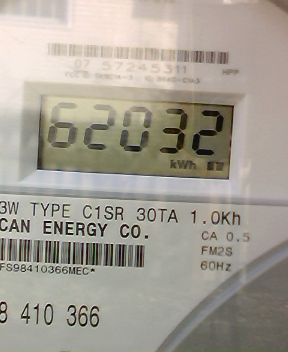 07 57245311
HPP
62032
kWh
3W TYPE C1SR 30TA 1.0Kh
CAN ENERGY CO.
CA 0.5
FM2S
60Hz
FS98410366MEC*
8 410 366